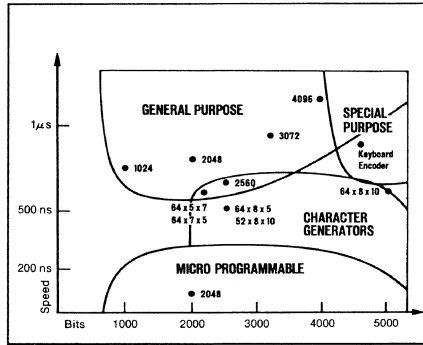 4096
GENERAL PURPOSE
SPECIAL
PURPOSE
1µs
3072
Keyboard
Encoder
1024
2048
2560
64 x 5 x 7
64 x 7 x 5
64 x 8 x 5
52 x 8 x 10
64 x 8 x 10
500 ns
CHARACTER
GENERATORS
200 ns
MICRO PROGRAMMABLE
2048
Speed
Bits 1000 2000 3000 4000 5000